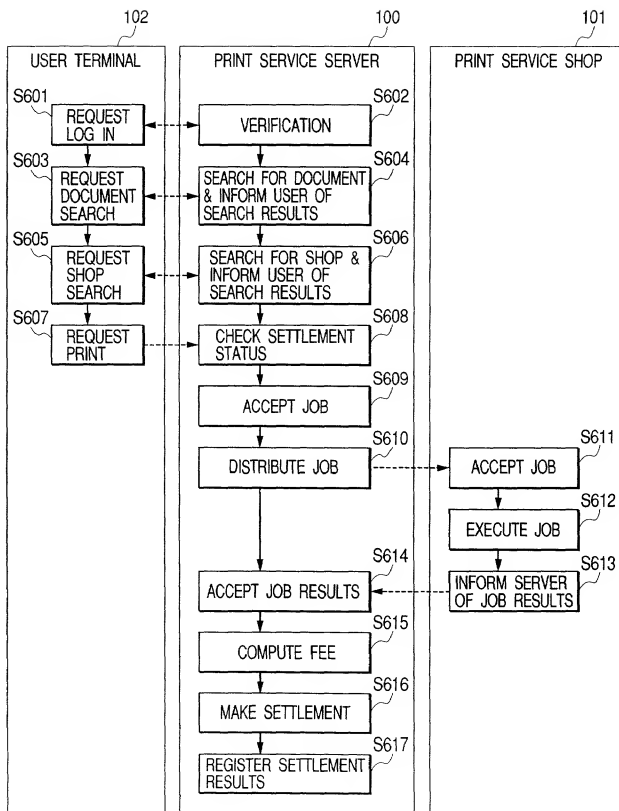 102
100
101
USER TERMINAL
PRINT SERVICE SERVER
PRINT SERVICE SHOP
S601
REQUEST
LOG IN
S602
VERIFICATION
S603
REQUEST
DOCUMENT
SEARCH
S604
SEARCH FOR DOCUMENT
& INFORM USER OF
SEARCH RESULTS
S605
REQUEST
SHOP
SEARCH
S606
SEARCH FOR SHOP &
INFORM USER OF
SEARCH RESULTS
S607
REQUEST
PRINT
S608
CHECK SETTLEMENT
STATUS
S609
ACCEPT JOB
S610
DISTRIBUTE JOB
S611
ACCEPT JOB
S612
EXECUTE JOB
S613
INFORM SERVER
OF JOB RESULTS
S614
ACCEPT JOB RESULTS
S615
COMPUTE FEE
S616
MAKE SETTLEMENT
S617
REGISTER SETTLEMENT
RESULTS